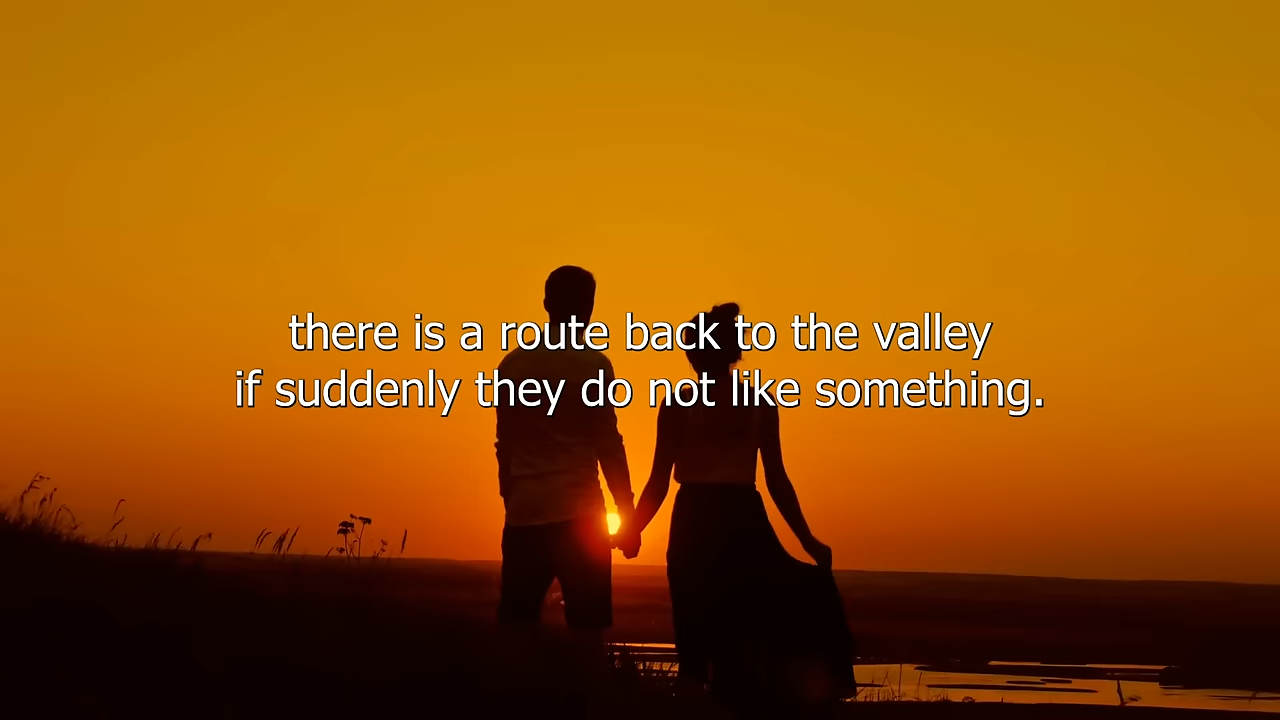 there is a route back to the valley
if suddenly they do not like something.